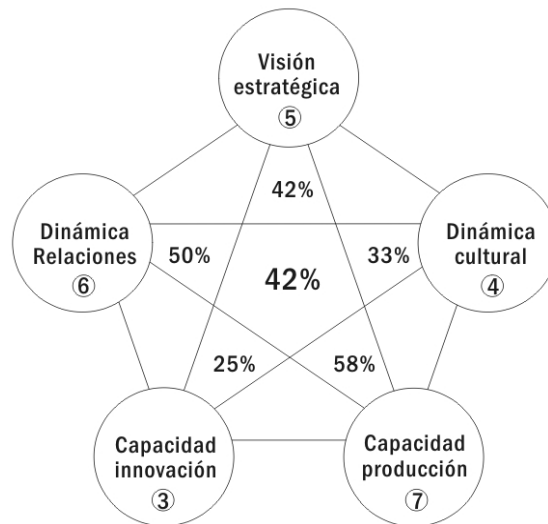 Visión
estratégica
⑤
42%
Dinámica
Relaciones
⑥
50%
42%
33%
Dinámica
cultural
④
25%
58%
Capacidad
innovación
③
Capacidad
producción
⑦